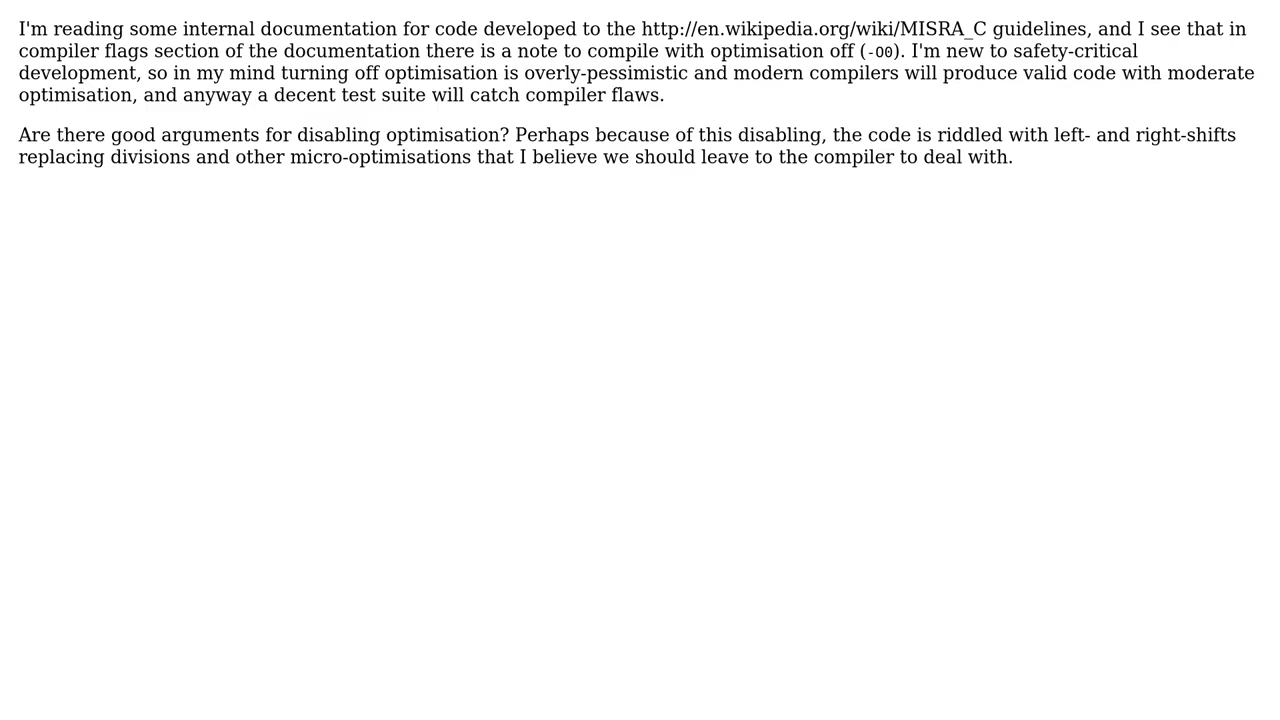 I'm reading some internal documentation for code developed to the http://en.wikipedia.org/wiki/MISRA_C guidelines, and I see that in
compiler flags section of the documentation there is a note to compile with optimisation off (-O0). I'm new to safety-critical
development, so in my mind turning off optimisation is overly-pessimistic and modern compilers will produce valid code with moderate
optimisation, and anyway a decent test suite will catch compiler flaws.
Are there good arguments for disabling optimisation? Perhaps because of this disabling, the code is riddled with left- and right-shifts
replacing divisions and other micro-optimisations that I believe we should leave to the compiler to deal with.